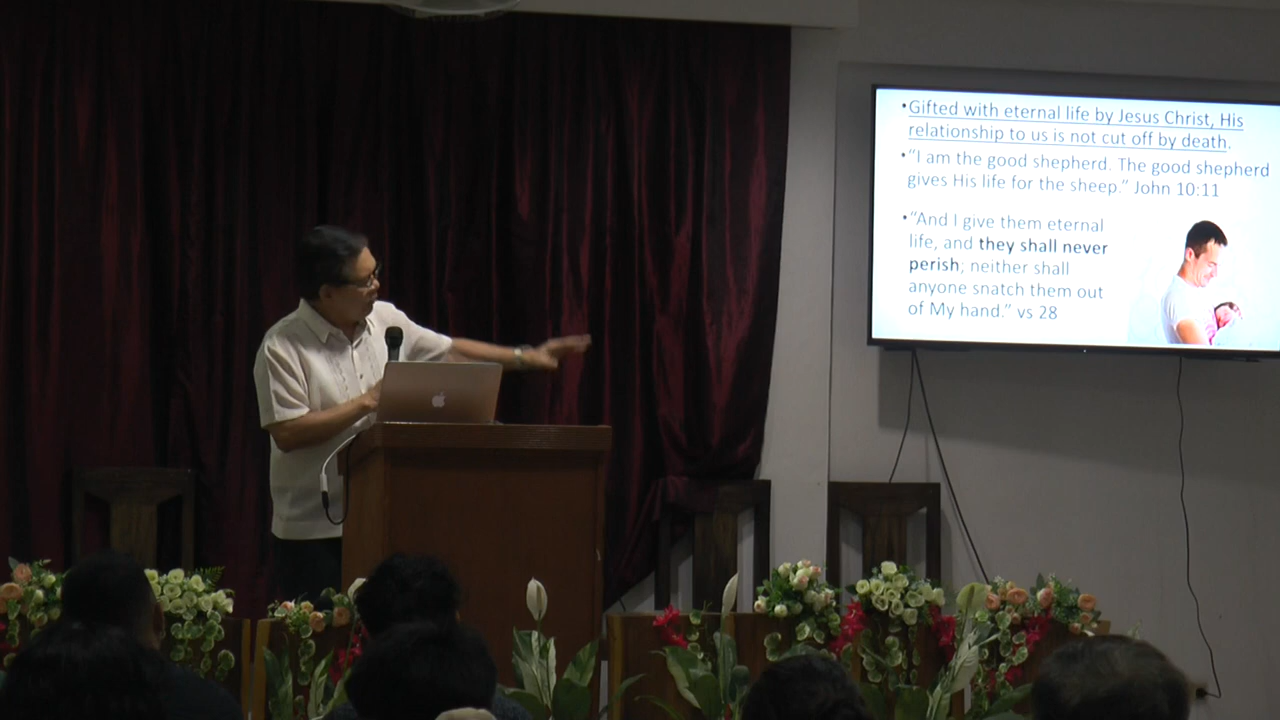 •Gifted with eternal life by Jesus Christ, His
relationship to us is not cut off by death.
•“I am the good shepherd. The good shepherd
gives His life for the sheep.” John 10:11
•“And I give them eternal
life, and they shall never
perish; neither shall
anyone snatch them out
of My hand.” vs 28